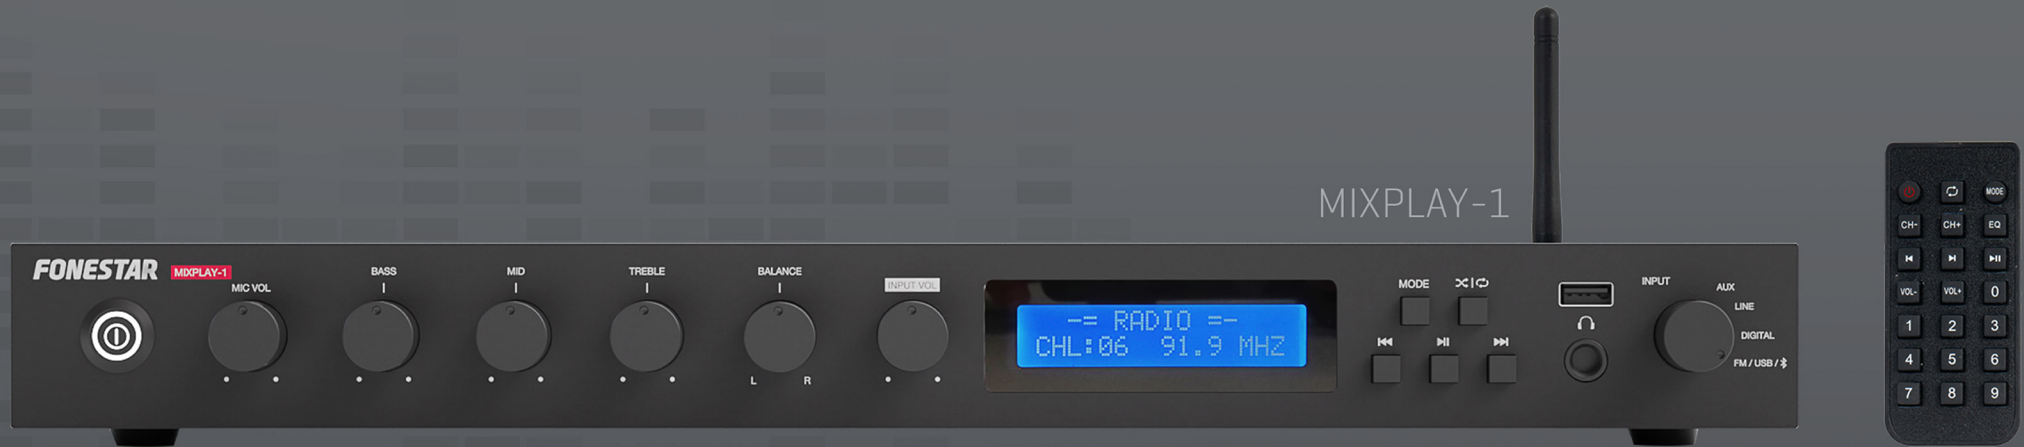 MIXPLAY-1
FONESTAR MIXPLAY-1
MIC VOL
BASS
MID
TREBLE
BALANCE
L R
INPUT VOL
-= RADIO =-
CHL:06 91.9 MHZ
MODE
INPUT
AUX
LINE
DIGITAL
FM / USB /
MODE
CH- CH+ EQ
VOL- VOL+ 0
1 2 3
4 5 6
7 8 9